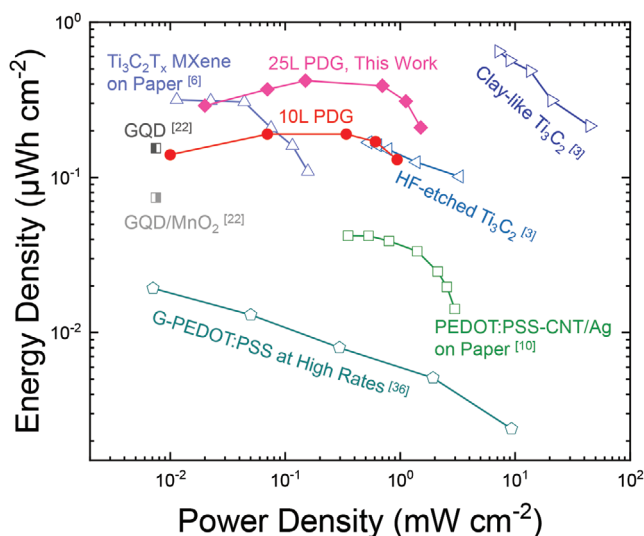 10⁰
10⁻¹
10⁻²
Energy Density (µWh cm⁻²)
Ti₃C₂Tₓ MXene
on Paper [6]
25L PDG, This Work
Clay-like Ti₃C₂ [3]
GQD [22]
10L PDG
HF-etched Ti₃C₂ [3]
GQD/MnO₂ [22]
PEDOT:PSS-CNT/Ag
on Paper [10]
G-PEDOT:PSS at High Rates [36]
10⁻² 10⁻¹ 10⁰ 10¹ 10²
Power Density (mW cm⁻²)